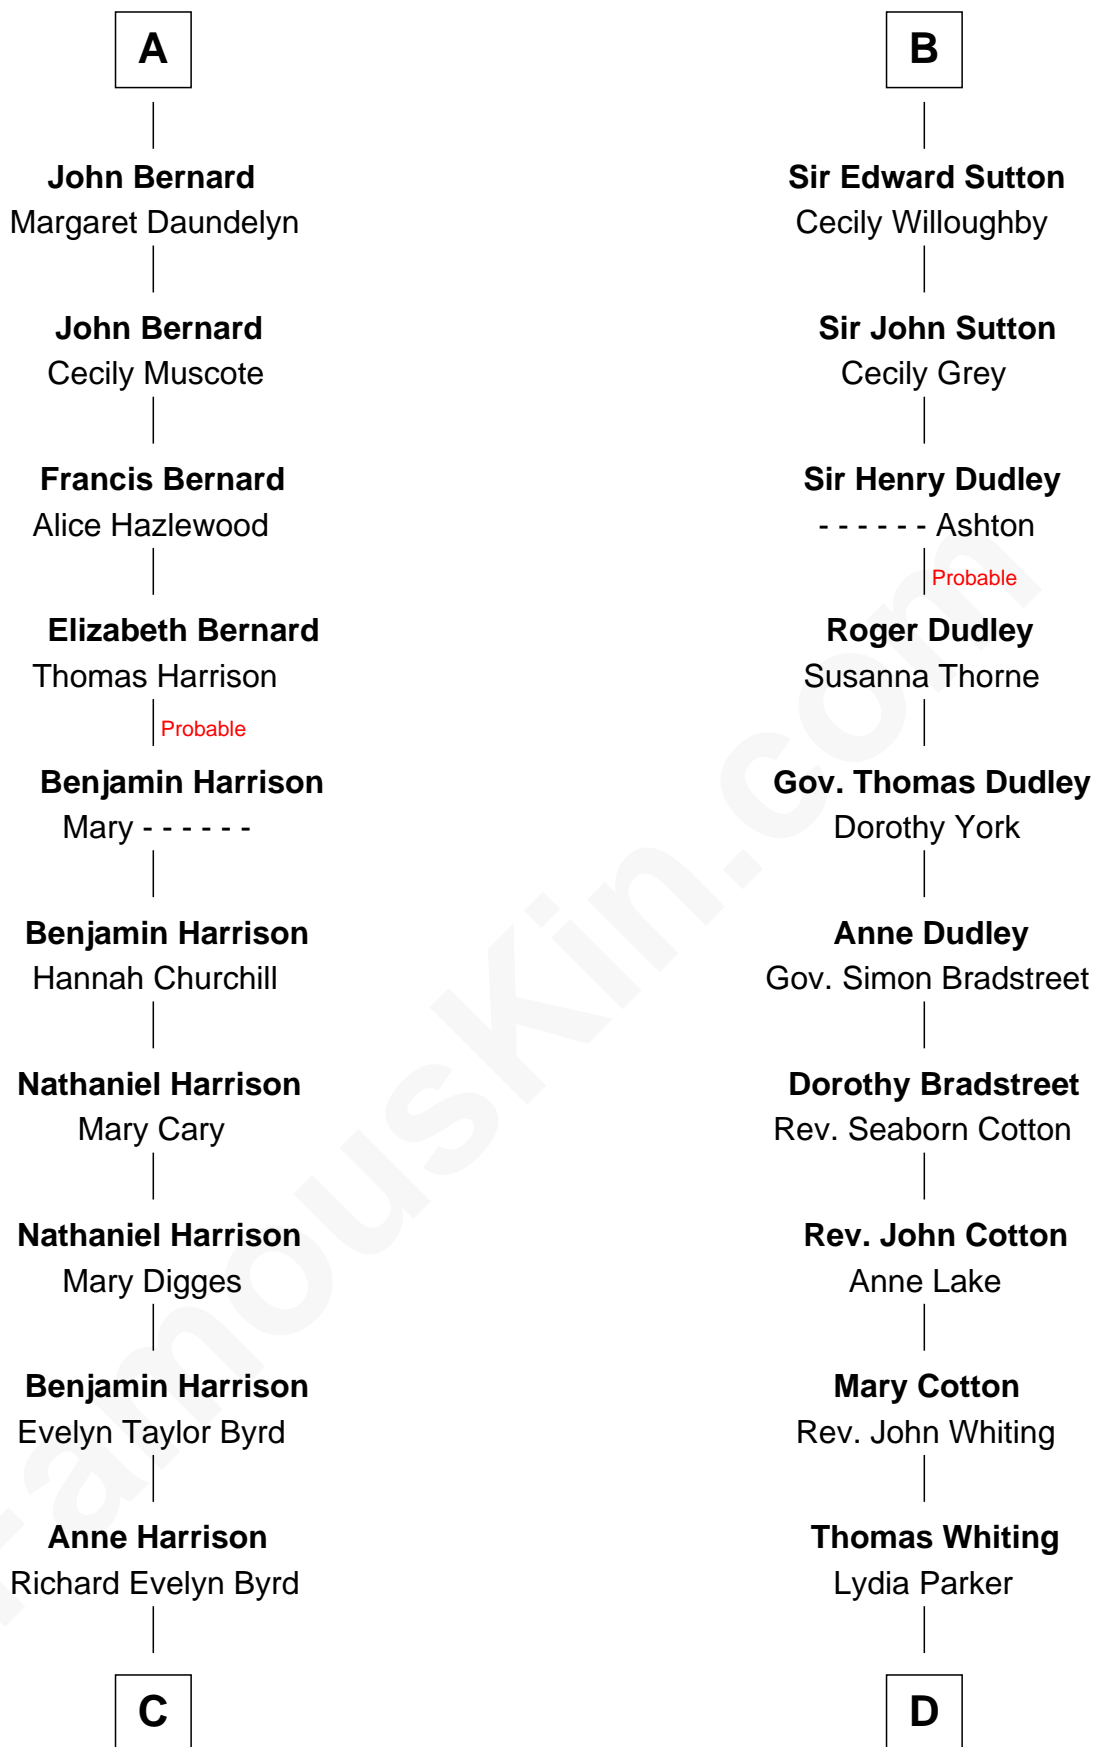 A
John Bernard
Margaret Daundelyn
John Bernard
Cecily Muscote
Francis Bernard
Alice Hazlewood
Elizabeth Bernard
Thomas Harrison
Probable
Benjamin Harrison
Mary - - - - - -
Benjamin Harrison
Hannah Churchill
Nathaniel Harrison
Mary Cary
Nathaniel Harrison
Mary Digges
Benjamin Harrison
Evelyn Taylor Byrd
Anne Harrison
Richard Evelyn Byrd
C
B
Sir Edward Sutton
Cecily Willoughby
Sir John Sutton
Cecily Grey
Sir Henry Dudley
- - - - - - Ashton
Probable
Roger Dudley
Susanna Thorne
Gov. Thomas Dudley
Dorothy York
Anne Dudley
Gov. Simon Bradstreet
Dorothy Bradstreet
Rev. Seaborn Cotton
Rev. John Cotton
Anne Lake
Mary Cotton
Rev. John Whiting
Thomas Whiting
Lydia Parker
D
FamousKin.com